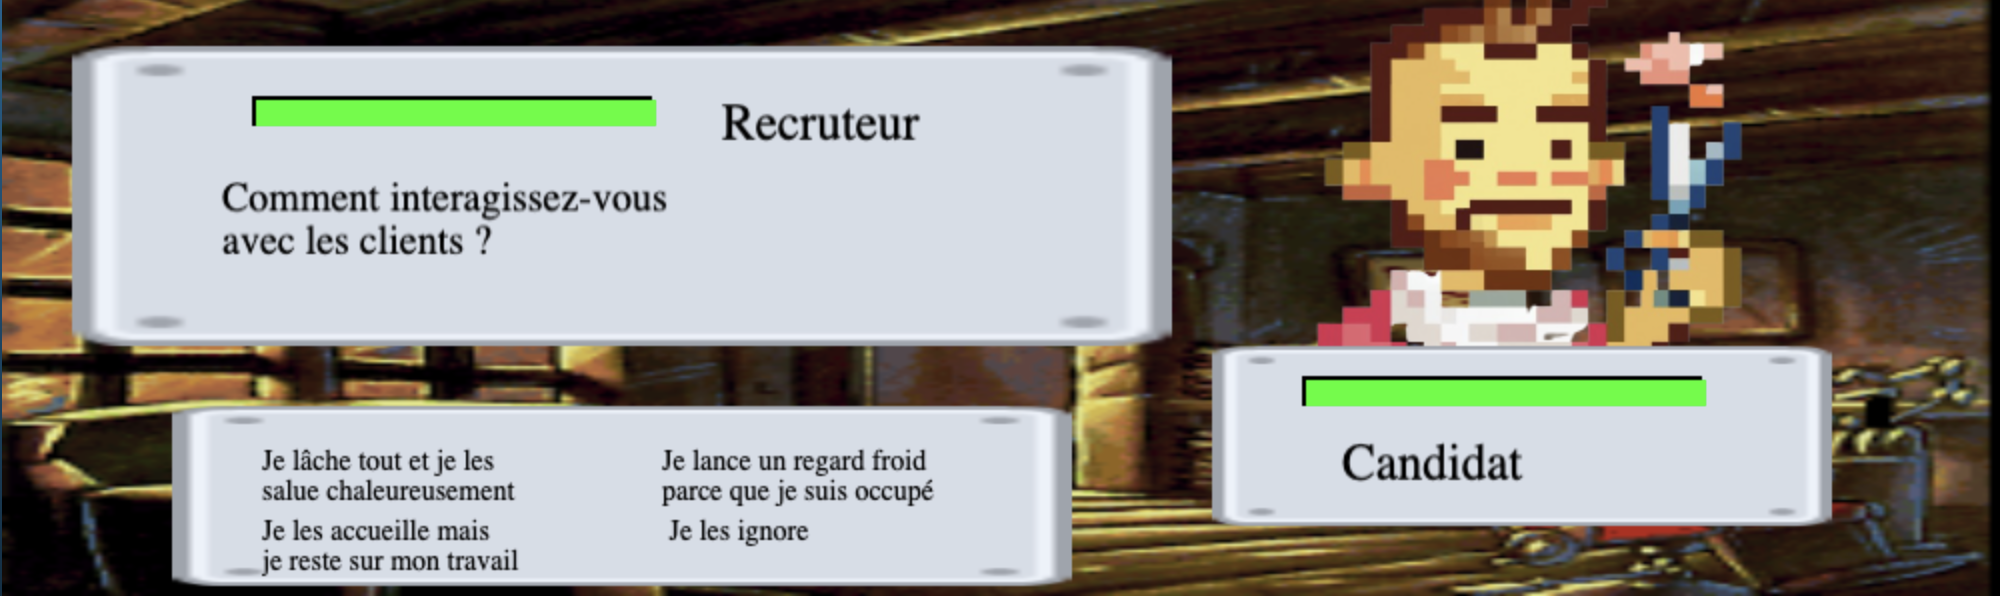 Recruteur
Comment interagissez-vous
avec les clients ?
Je lâche tout et je les
salue chaleureusement
Je lance un regard froid
parce que je suis occupé
Je les accueille mais
je reste sur mon travail
Je les ignore
Candidat